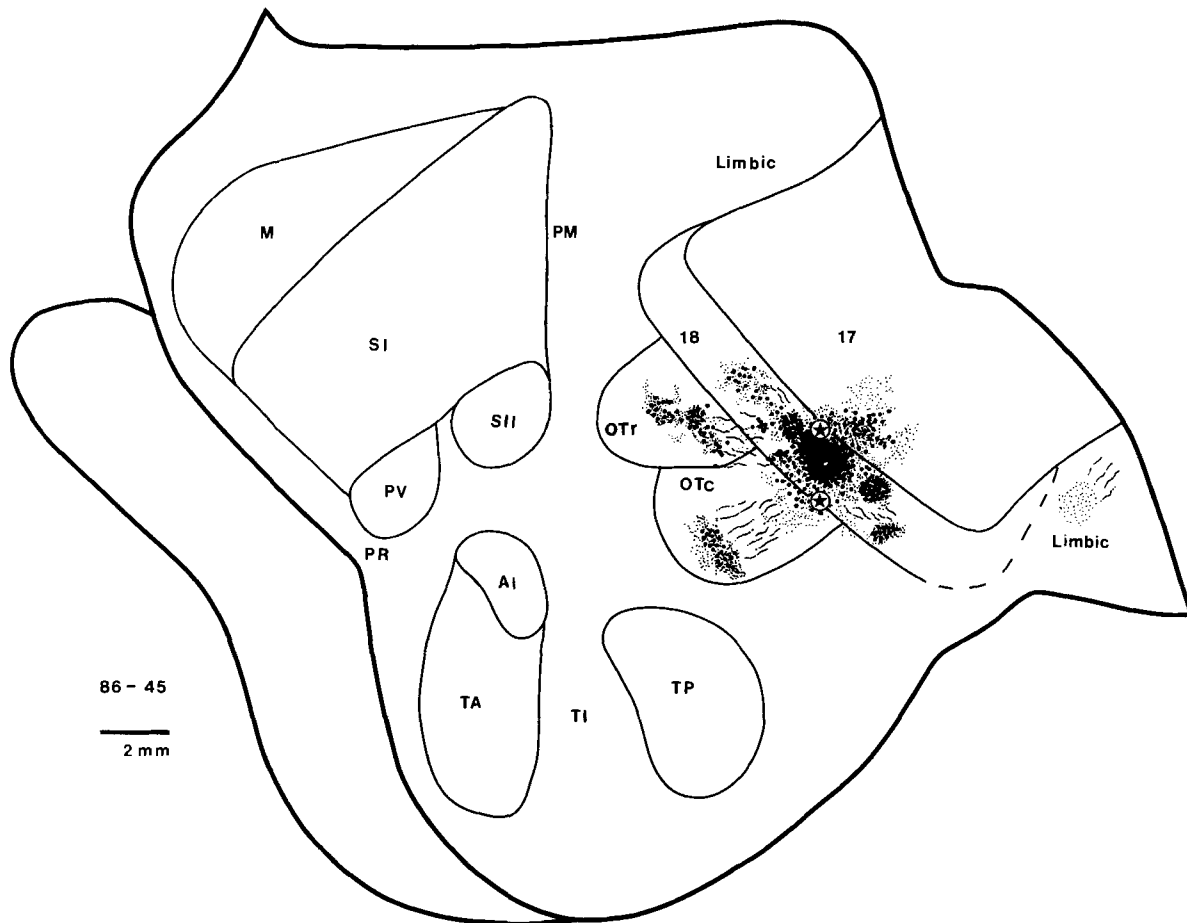 Limbic
M
PM
SI
18
17
SII
OTr
PV
OTc
PR
Limbic
AI
86-45
TA
TI
TP
2 mm